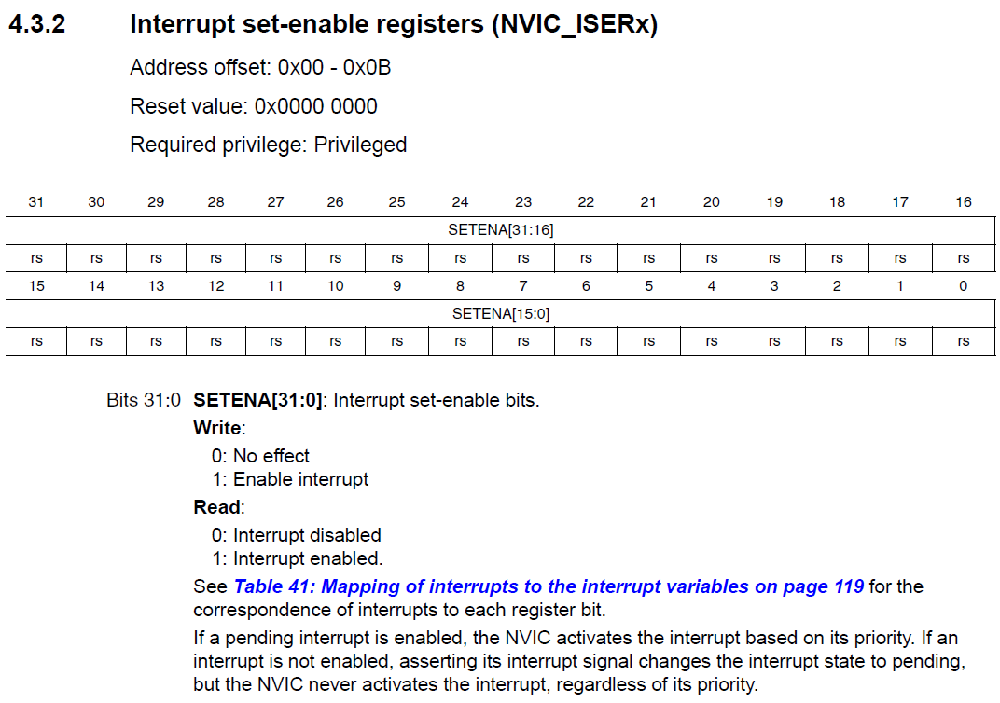 4.3.2 Interrupt set-enable registers (NVIC_ISERx)
Address offset: 0x00 - 0x0B
Reset value: 0x0000 0000
Required privilege: Privileged
31 30 29 28 27 26 25 24 23 22 21 20 19 18 17 16
SETENA[31:16]
rs rs rs rs rs rs rs rs rs rs rs rs rs rs rs rs
15 14 13 12 11 10 9 8 7 6 5 4 3 2 1 0
SETENA[15:0]
rs rs rs rs rs rs rs rs rs rs rs rs rs rs rs rs
Bits 31:0 SETENA[31:0]: Interrupt set-enable bits.
Write:
0: No effect
1: Enable interrupt
Read:
0: Interrupt disabled
1: Interrupt enabled.
See Table 41: Mapping of interrupts to the interrupt variables on page 119 for the
correspondence of interrupts to each register bit.
If a pending interrupt is enabled, the NVIC activates the interrupt based on its priority. If an
interrupt is not enabled, asserting its interrupt signal changes the interrupt state to pending,
but the NVIC never activates the interrupt, regardless of its priority.